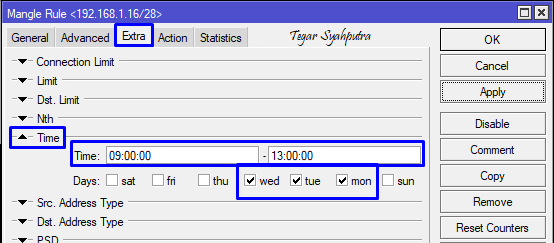 Mangle Rule <192.168.1.16/28>
General Advanced Extra Action Statistics
Tegar Syahputra
Connection Limit
Limit
Dst. Limit
Nth
Time
Time: 09:00:00 - 13:00:00
Days: sat fri thu wed tue mon sun
Src. Address Type
Dst. Address Type
PSD
OK
Cancel
Apply
Disable
Comment
Copy
Remove
Reset Counters